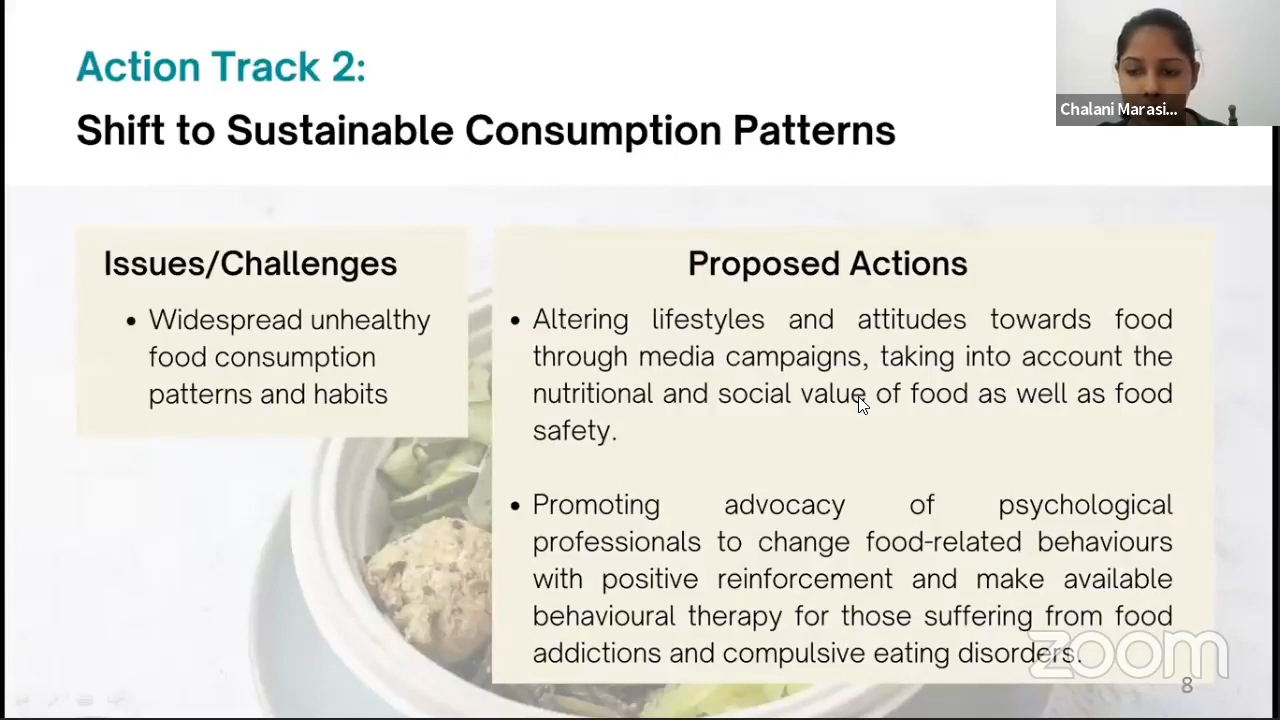 Action Track 2:
Shift to Sustainable Consumption Patterns
Chalani Marasi...
Issues/Challenges
• Widespread unhealthy
food consumption
patterns and habits
Proposed Actions
• Altering lifestyles and attitudes towards food
through media campaigns, taking into account the
nutritional and social value of food as well as food
safety.
• Promoting advocacy of psychological
professionals to change food-related behaviours
with positive reinforcement and make available
behavioural therapy for those suffering from food
addictions and compulsive eating disorders.
zoom
8